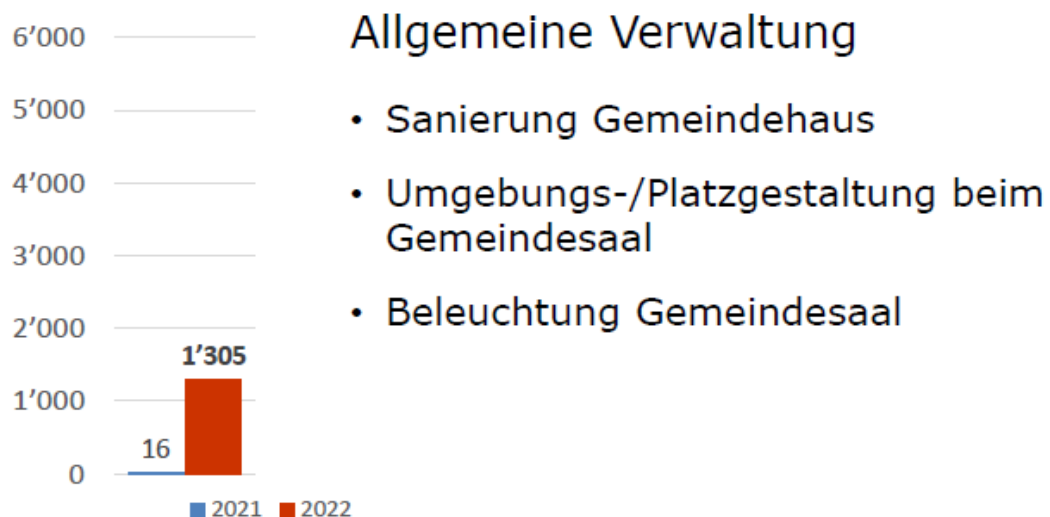 6’000
5’000
4’000
3’000
2’000
1’000
0
16
1’305
2021 2022
Allgemeine Verwaltung
• Sanierung Gemeindehaus
• Umgebungs-/Platzgestaltung beim
Gemeindesaal
• Beleuchtung Gemeindesaal